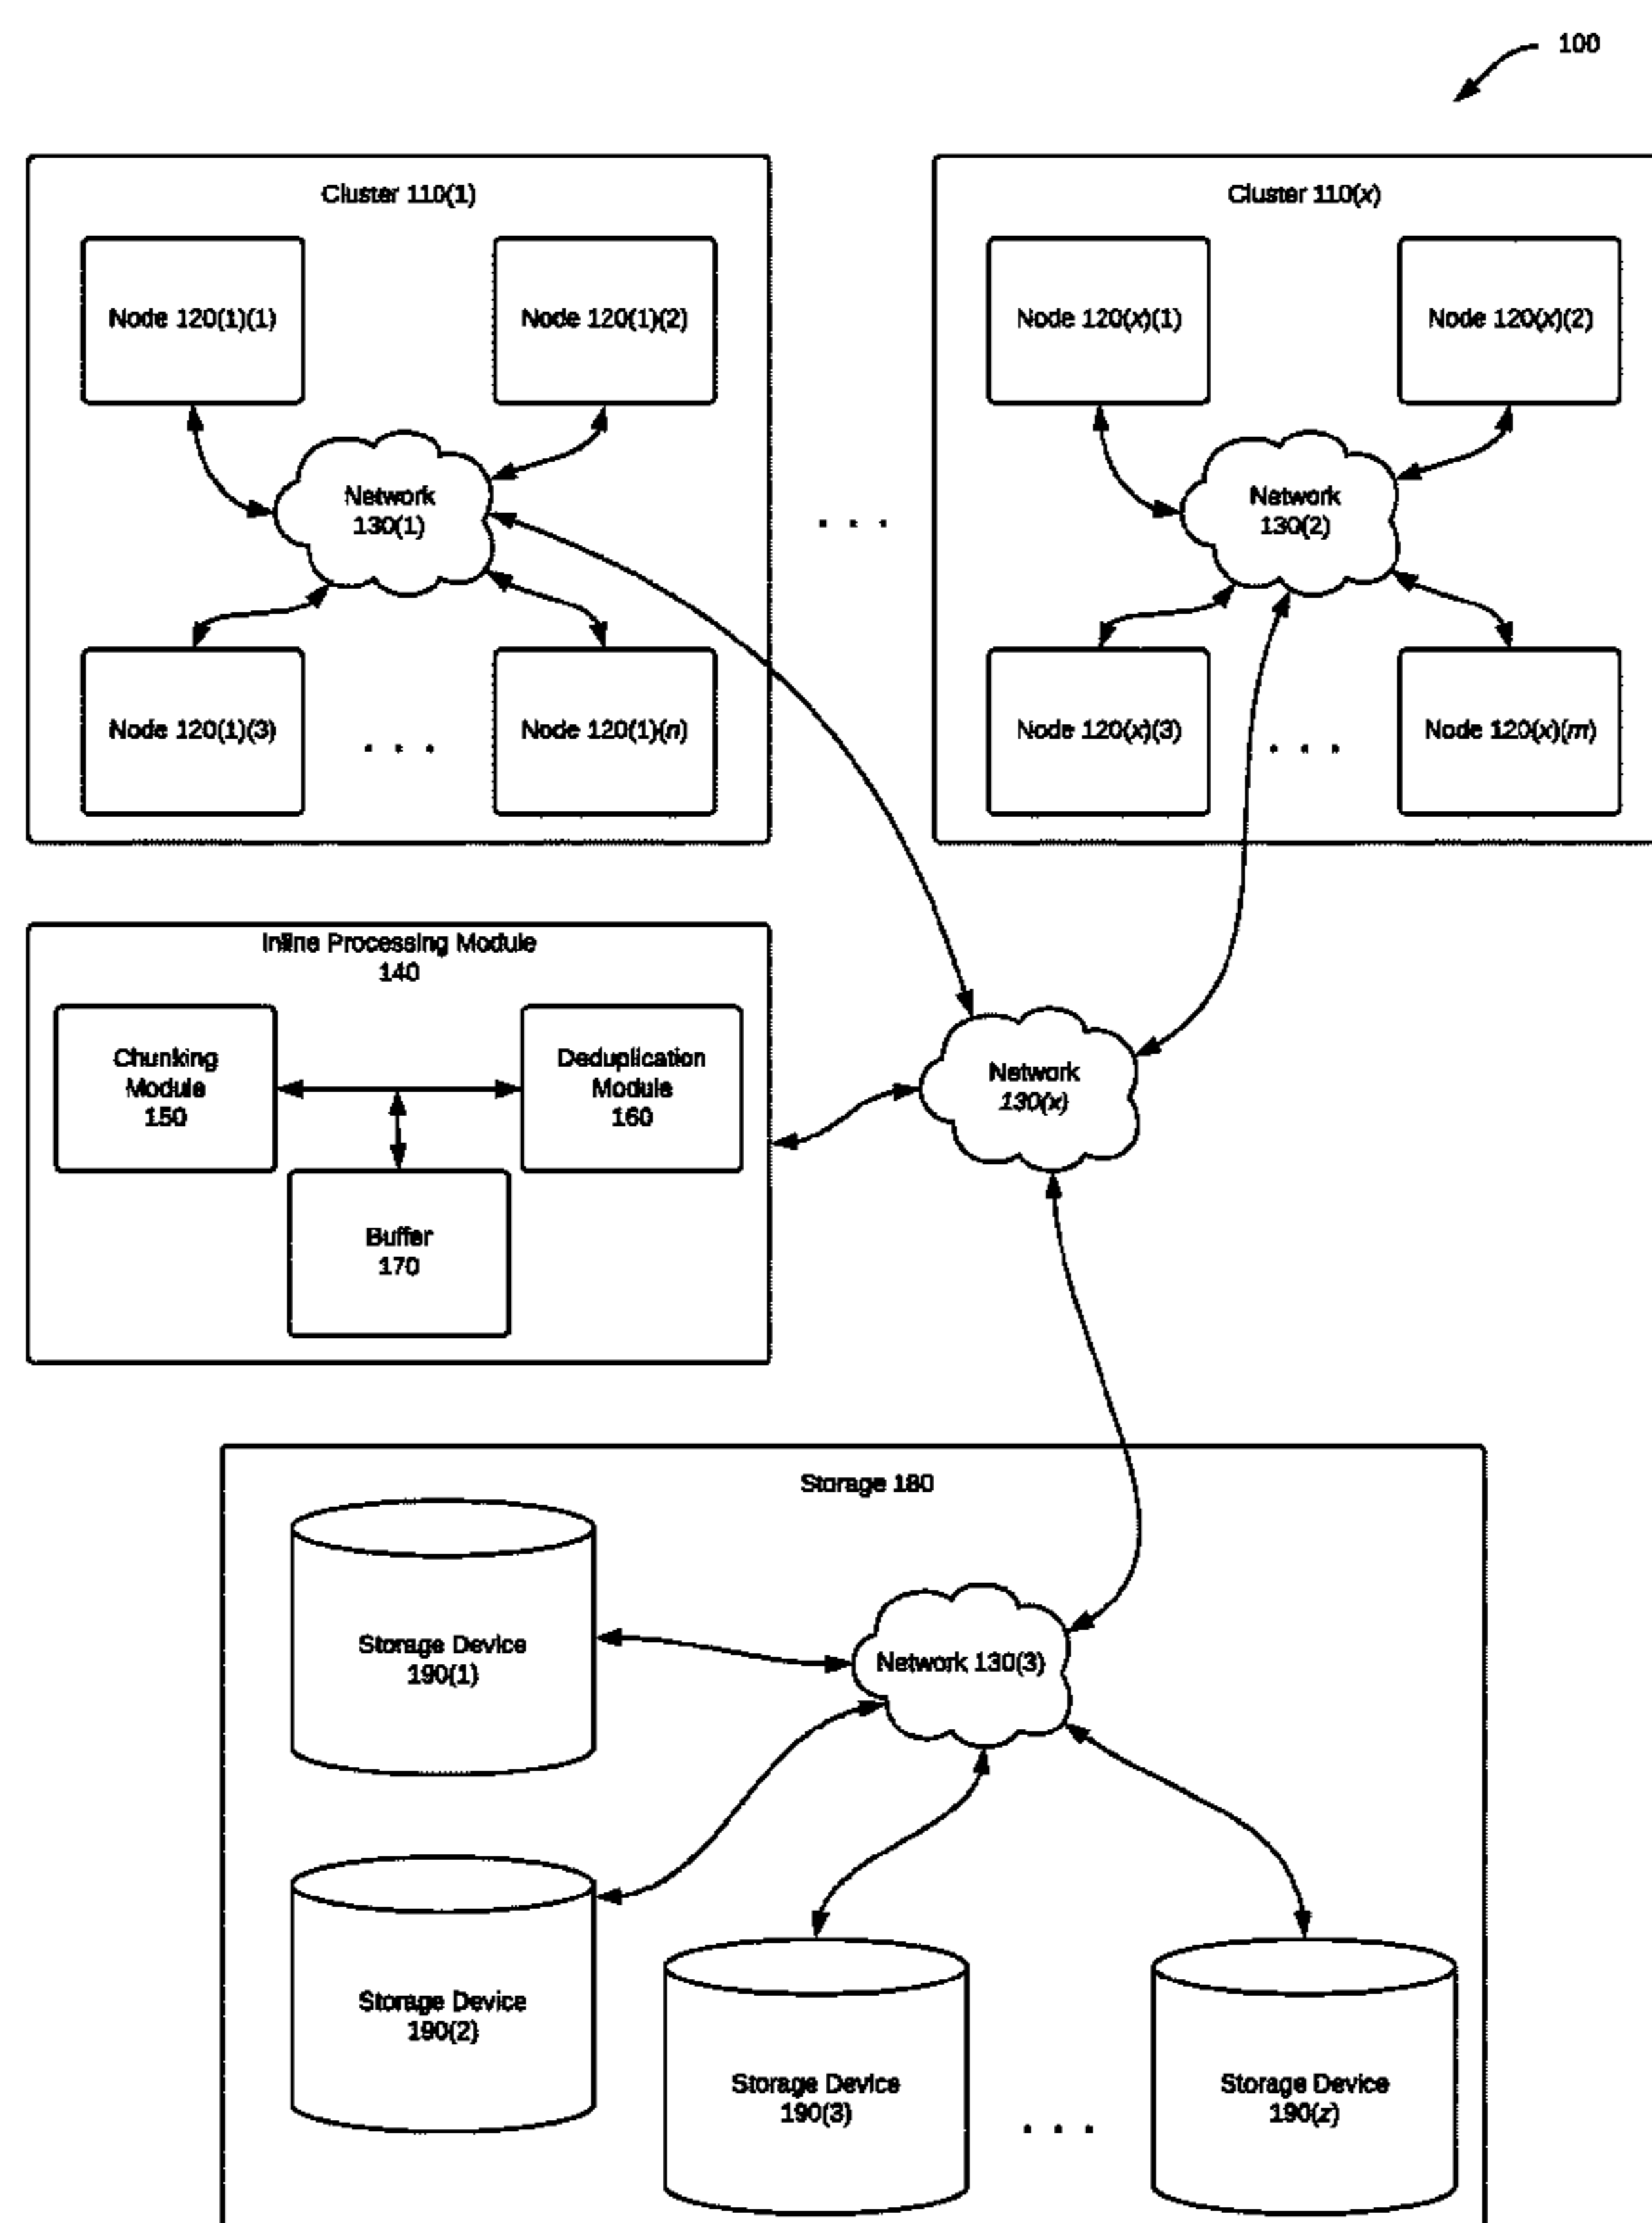 100
Cluster 110(1)
Cluster 110(x)
Node 120(1)(1)
Node 120(1)(2)
Node 120(x)(1)
Node 120(x)(2)
Network
130(1)
. . .
Network
130(2)
Node 120(1)(3)
. . .
Node 120(1)(n)
Node 120(x)(3)
. . .
Node 120(x)(m)
Inline Processing Module
140
Chunking
Module
150
Deduplication
Module
160
Buffer
170
Network
130(x)
Storage 180
Storage Device
190(1)
Network 130(3)
Storage Device
190(2)
Storage Device
190(3)
. . .
Storage Device
190(z)